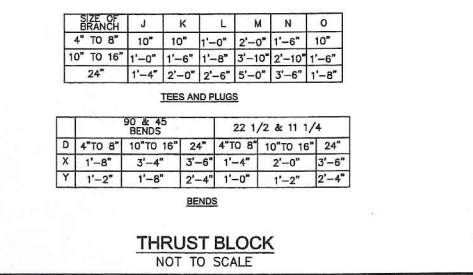 SIZE OF BRANCH J K L M N O
4" TO 8" 10" 10" 1'-0" 2'-0" 1'-6" 10"
10" TO 16" 1'-0" 1'-6" 1'-8" 3'-10" 2'-10" 1'-6"
24" 1'-4" 2'-0" 2'-6" 5'-0" 3'-6" 1'-8"
TEES AND PLUGS
90 & 45 BENDS 22 1/2 & 11 1/4
D 4"TO 8" 10"TO 16" 24" 4"TO 8" 10"TO 16" 24"
X 1'-8" 3'-4" 3'-6" 1'-4" 2'-0" 3'-6"
Y 1'-2" 1'-8" 2'-4" 1'-0" 1'-2" 2'-4"
BENDS
THRUST BLOCK
NOT TO SCALE